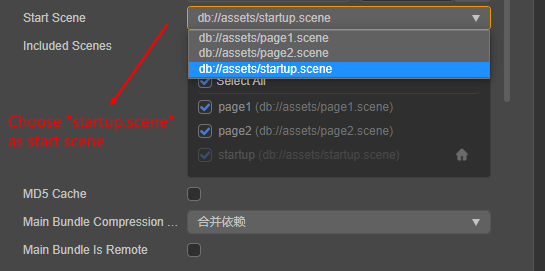 Start Scene
db://assets/startup.scene
Included Scenes
db://assets/page1.scene
db://assets/page2.scene
db://assets/startup.scene
Select All
Choose "startup.scene"
as start scene
page1 (db://assets/page1.scene)
page2 (db://assets/page2.scene)
startup (db://assets/startup.scene)
MD5 Cache
Main Bundle Compression ...
合并依赖
Main Bundle Is Remote